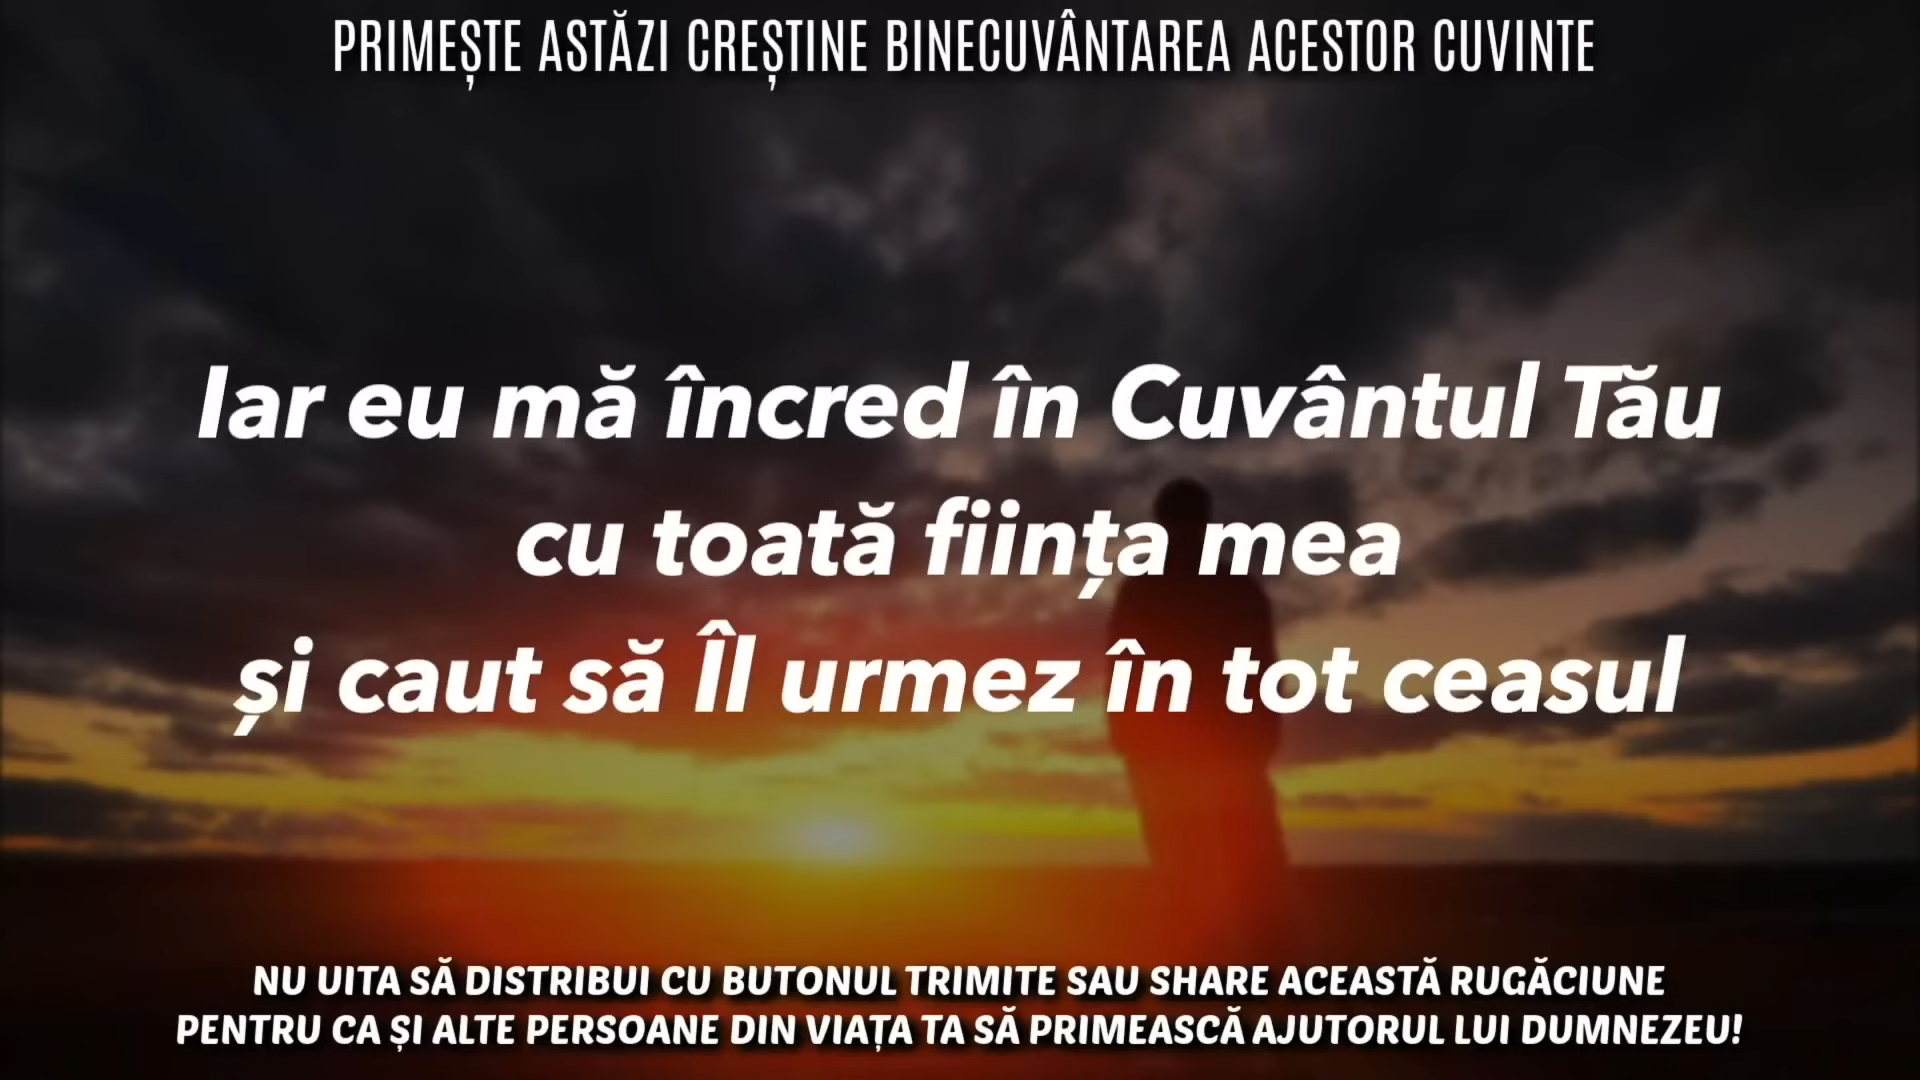 PRIMEȘTE ASTĂZI CREȘTINE BINECUVÂNTAREA ACESTOR CUVINTE
Iar eu mă încred în Cuvântul Tău
cu toată ființa mea
și caut să Îl urmez în tot ceasul
NU UITA SĂ DISTRIBUI CU BUTONUL TRIMITE SAU SHARE ACEASTĂ RUGĂCIUNE
PENTRU CA ȘI ALTE PERSOANE DIN VIAȚA TA SĂ PRIMEASCĂ AJUTORUL LUI DUMNEZEU!